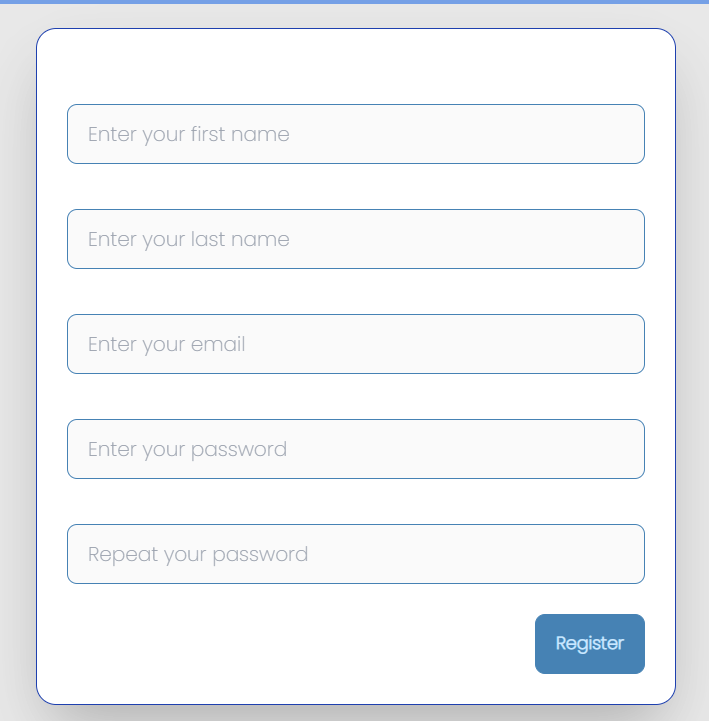 Enter your first name
Enter your last name
Enter your email
Enter your password
Repeat your password
Register